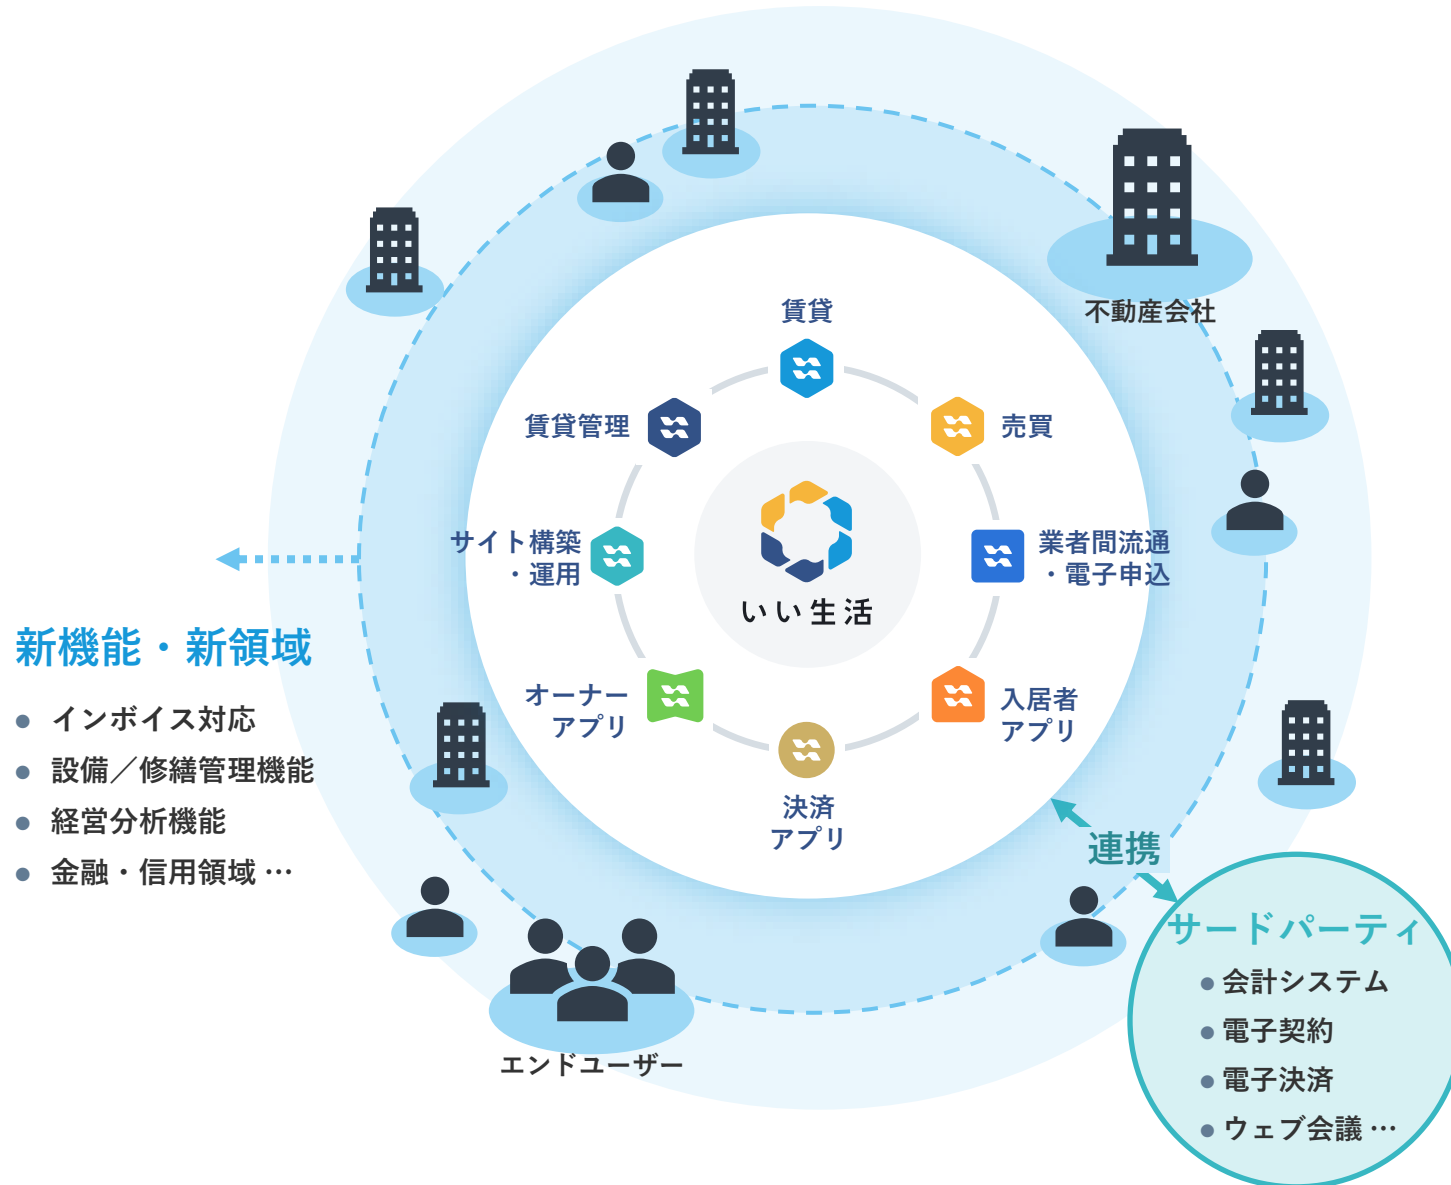 不動産会社
賃貸
賃貸管理
売買
サイト構築
・運用
業者間流通
・電子申込
いい生活
オーナー
アプリ
入居者
アプリ
決済
アプリ
新機能・新領域
● インボイス対応
● 設備／修繕管理機能
● 経営分析機能
● 金融・信用領域 …
連携
サードパーティ
● 会計システム
● 電子契約
● 電子決済
● ウェブ会議 …
エンドユーザー